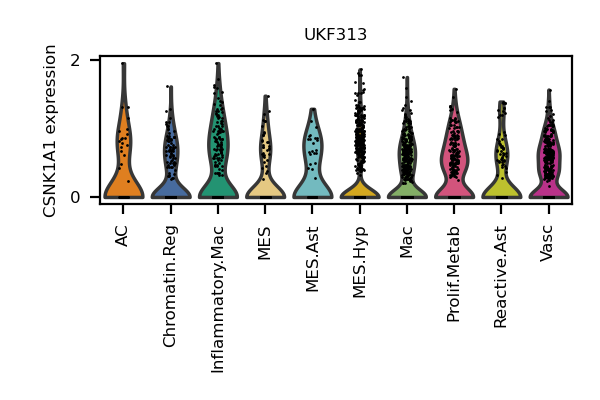 UKF313
CSNK1A1 expression
2
0
AC
Chromatin.Reg
Inflammatory.Mac
MES
MES.Ast
MES.Hyp
Mac
Prolif.Metab
Reactive.Ast
Vasc